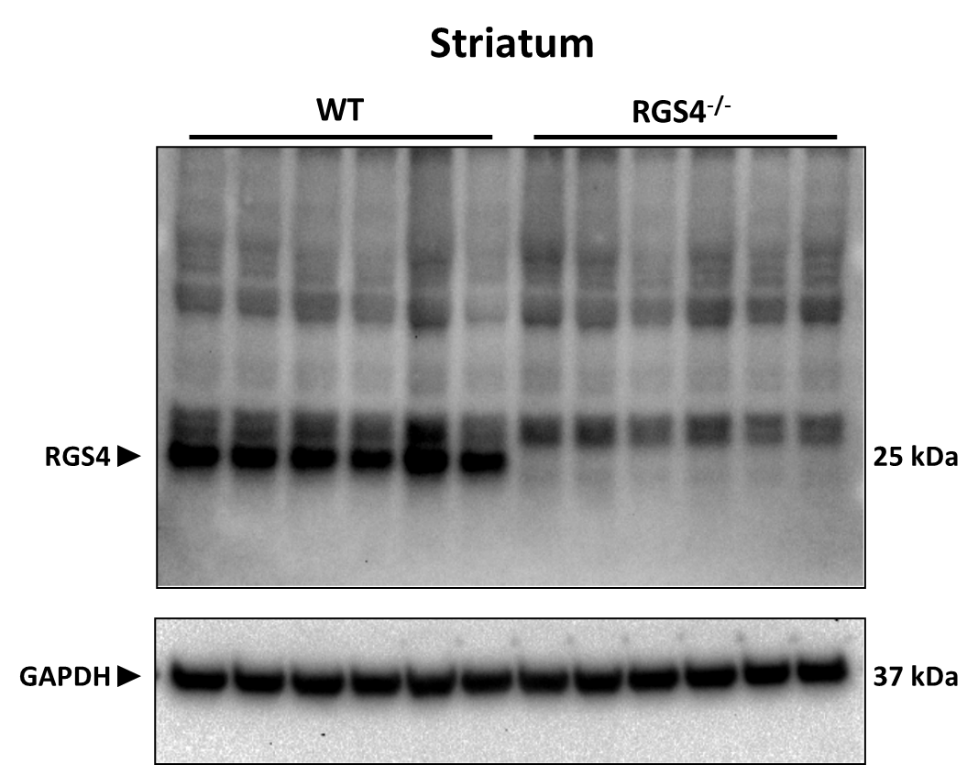 Striatum
WT RGS4-/-
RGS4 25 kDa
GAPDH 37 kDa